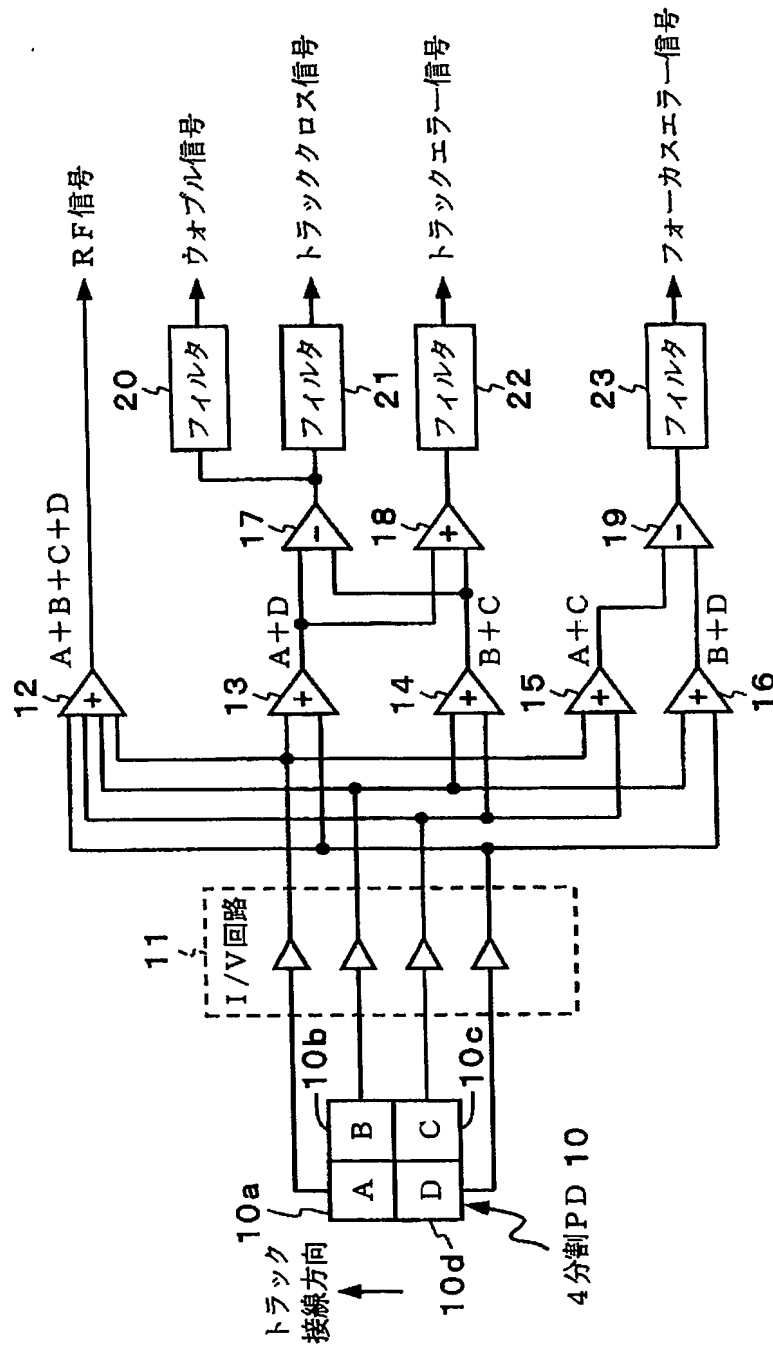 12
A+B+C+D
+
RF信号
20
フィルタ
ウォブル信号
11
I/V回路
13
A+D
+
17
−
フィルタ
21
トラッククロス信号
トラック
接線方向
10a
10b
A
B
D
C
10d
10c
4分割PD 10
14
B+C
+
18
+
フィルタ
22
トラックエラー信号
15
A+C
+
16
B+D
+
19
−
23
フィルタ
フォーカスエラー信号